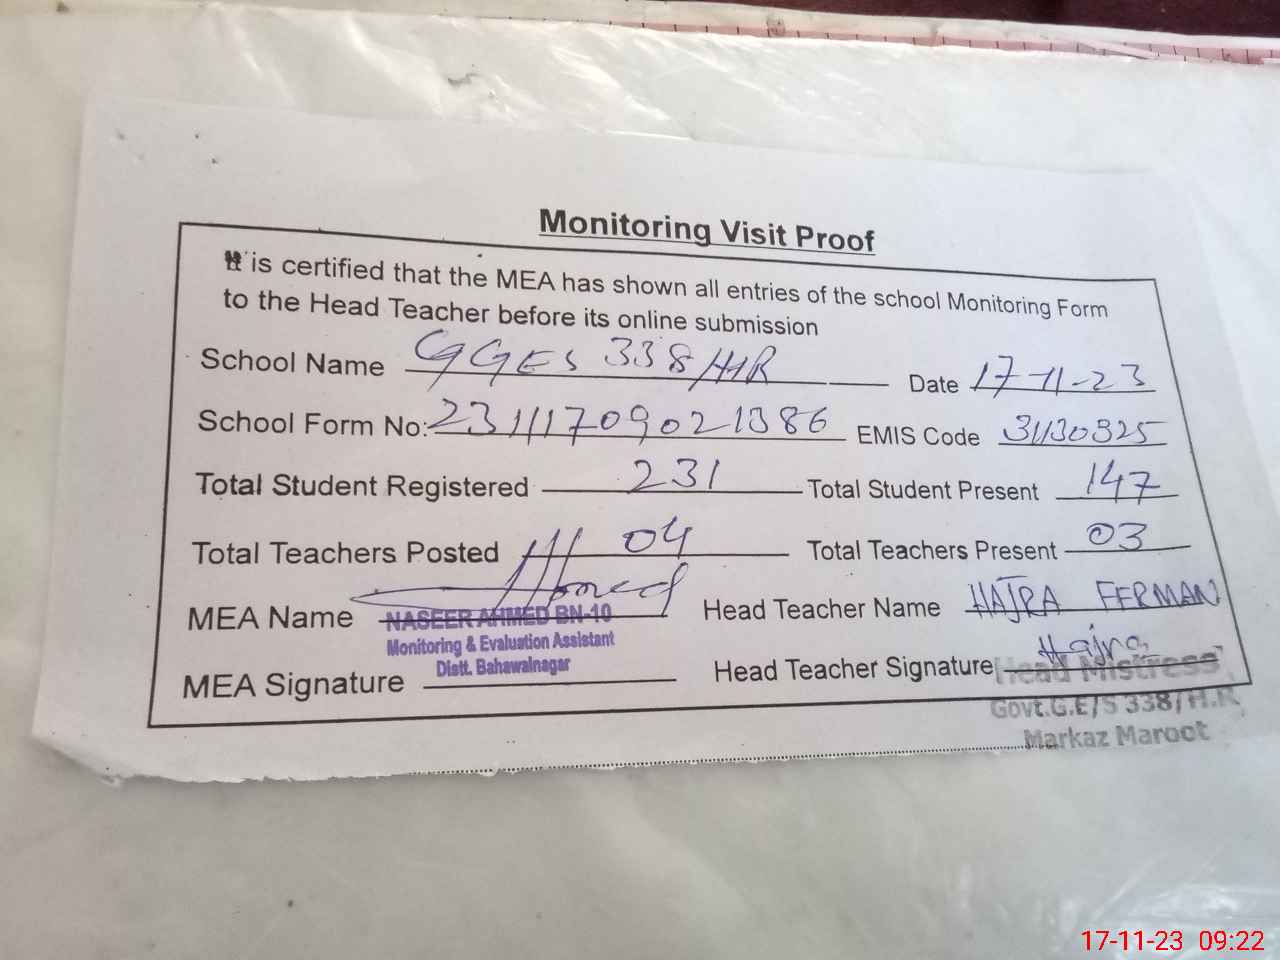 Monitoring Visit Proof
It is certified that the MEA has shown all entries of the school Monitoring Form
to the Head Teacher before its online submission
School Name GGES 338/HR Date 17-11-23
School Form No: 23111709021386 EMIS Code 31130325
Total Student Registered 231 Total Student Present 147
Total Teachers Posted 04 Total Teachers Present 03
MEA Name Ahmed Head Teacher Name HAJRA FERMAN
NASEER AHMED BN-10
Monitoring & Evaluation Assistant
Distt. Bahawalnagar
MEA Signature Head Teacher Signature Hajra
Head Mistress
Govt.G.E/S 338/H.R
Markaz Maroot
17-11-23 09:22